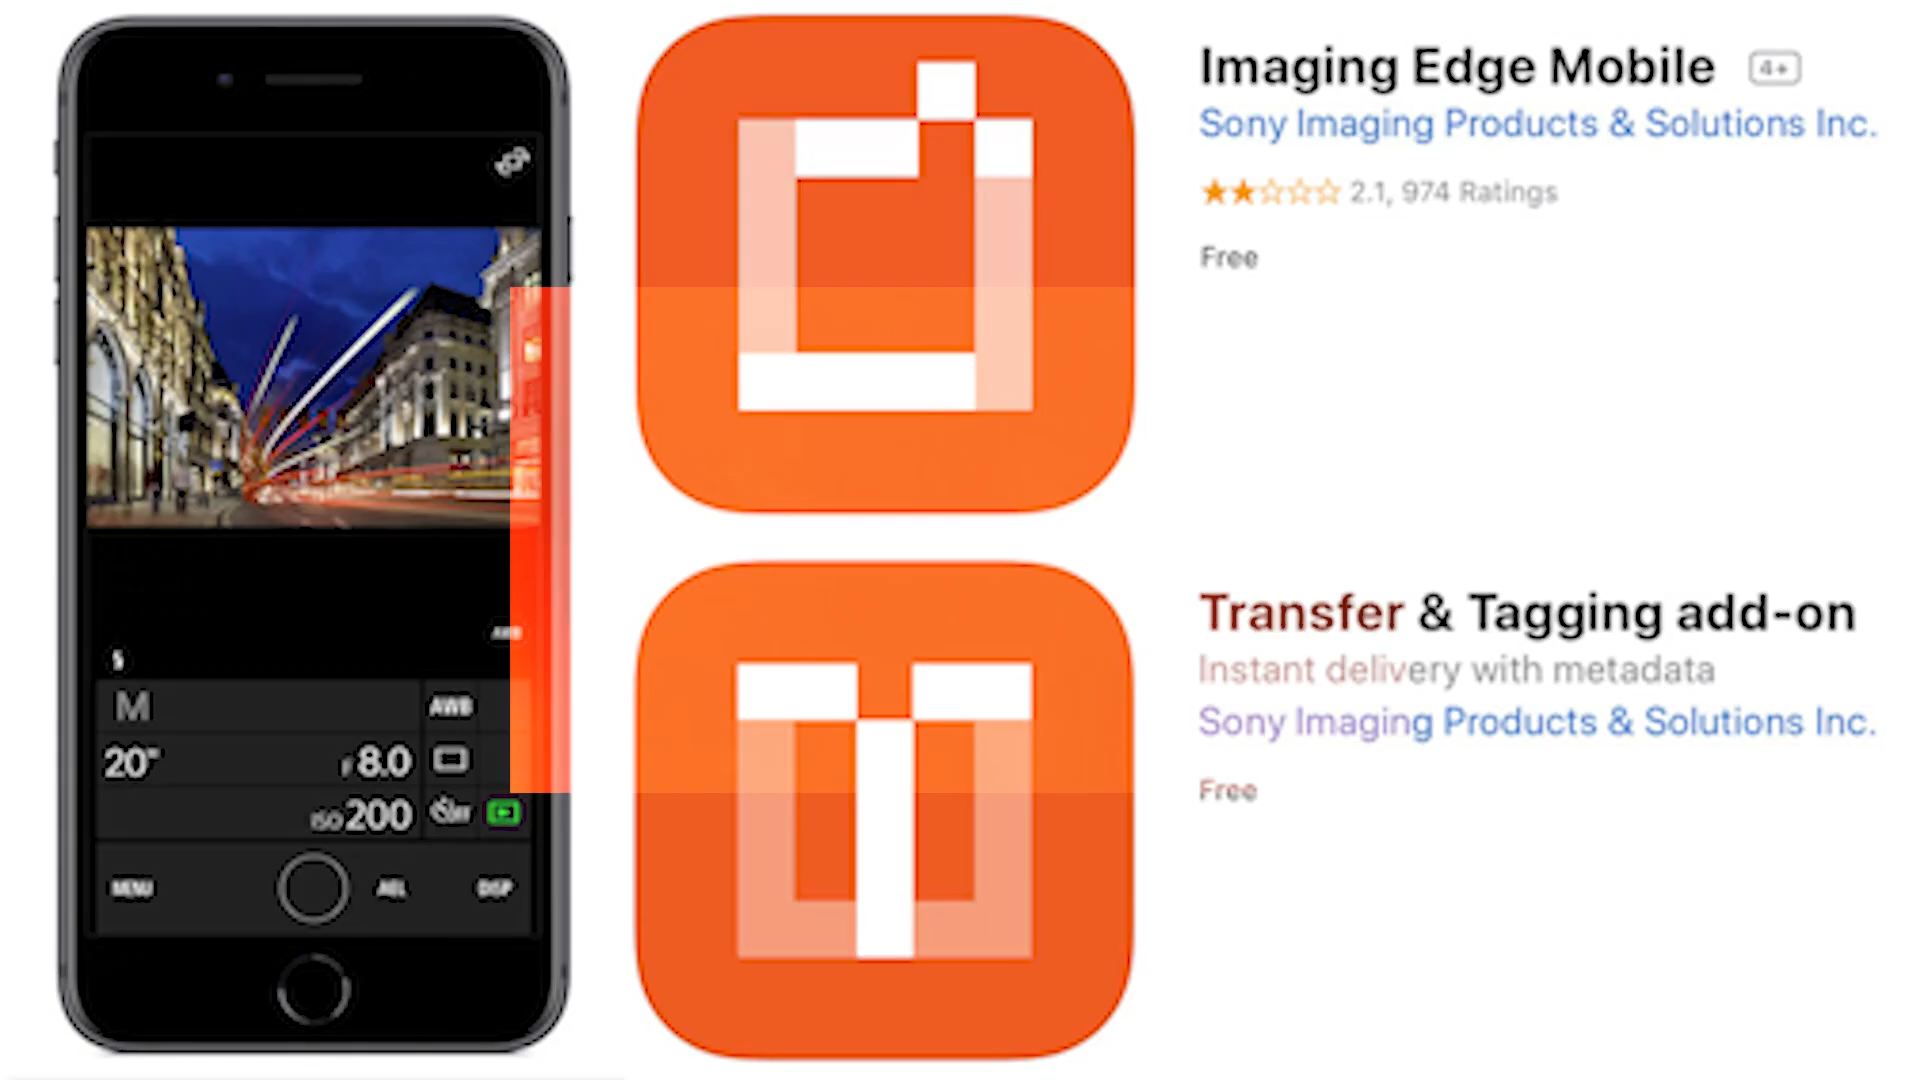 AWB
M
AWB
20"
F8.0
ISO 200
MENU
AEL
DISP
Imaging Edge Mobile 4+
Sony Imaging Products & Solutions Inc.
2.1, 974 Ratings
Free
Transfer & Tagging add-on
Instant delivery with metadata
Sony Imaging Products & Solutions Inc.
Free